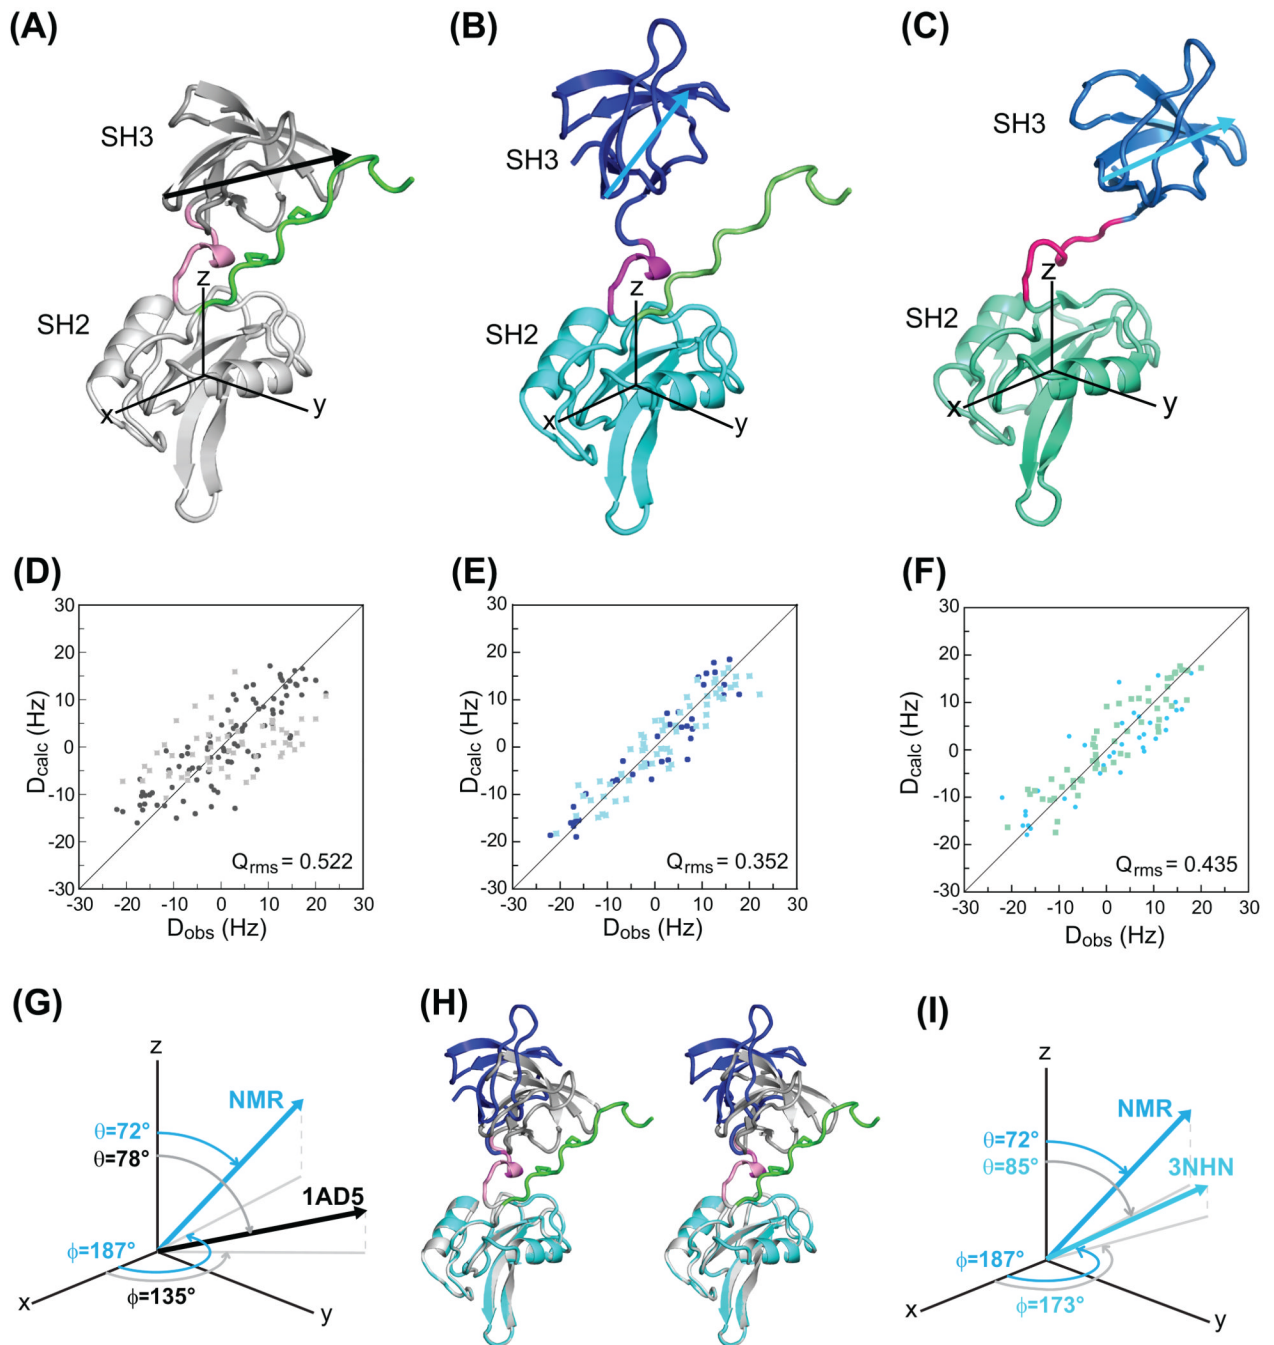 (A)
SH3
SH2
z
x
y
(B)
SH3
SH2
z
x
y
(C)
SH3
SH2
z
x
y
(D)
30
20
10
0
-10
-20
-30
Dcalc (Hz)
Qrms = 0.522
-30 -20 -10 0 10 20 30
Dobs (Hz)
(E)
30
20
10
0
-10
-20
-30
Dcalc (Hz)
Qrms = 0.352
-30 -20 -10 0 10 20 30
Dobs (Hz)
(F)
30
20
10
0
-10
-20
-30
Dcalc (Hz)
Qrms = 0.435
-30 -20 -10 0 10 20 30
Dobs (Hz)
(G)
z
NMR
θ=72°
θ=78°
1AD5
ϕ=187°
ϕ=135°
x
y
(H)
(I)
z
NMR
θ=72°
θ=85°
3NHN
ϕ=187°
ϕ=173°
x
y